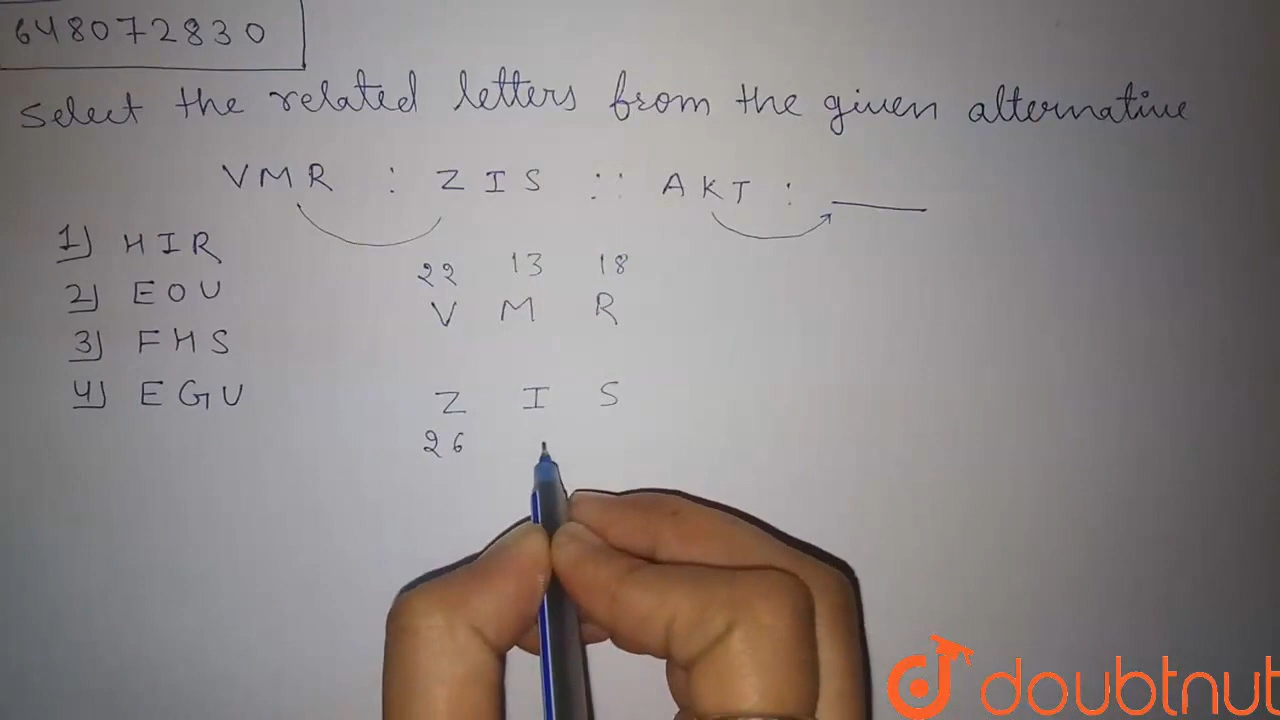 648072830
Select the related letters from the given alternative
VMR : ZIS :: AKT : ___
1) HIR
2) EOU
3) FHS
4) EGU
22 13 18
V M R
Z I S
26
doubtnut